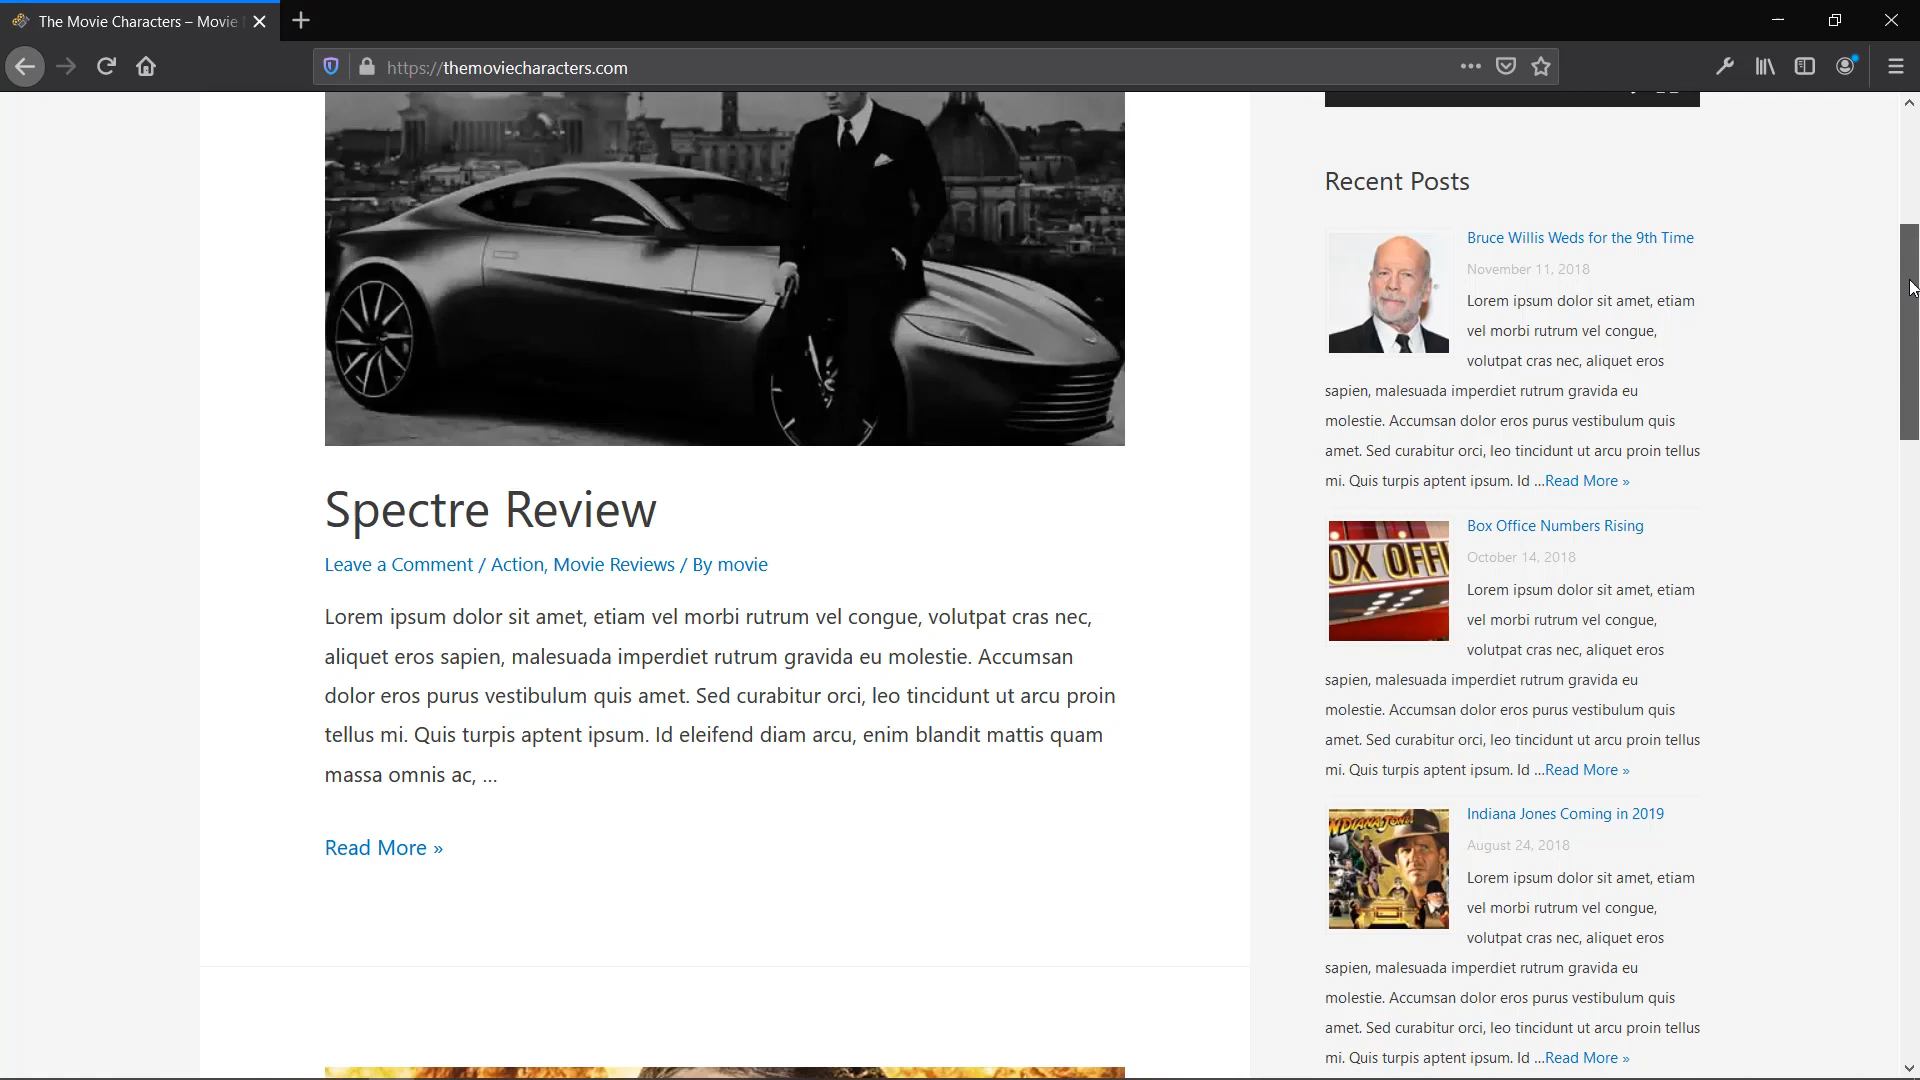 The Movie Characters – Movie
https://themoviecharacters.com
Spectre Review
Leave a Comment / Action, Movie Reviews / By movie
Lorem ipsum dolor sit amet, etiam vel morbi rutrum vel congue, volutpat cras nec,
aliquet eros sapien, malesuada imperdiet rutrum gravida eu molestie. Accumsan
dolor eros purus vestibulum quis amet. Sed curabitur orci, leo tincidunt ut arcu proin
tellus mi. Quis turpis aptent ipsum. Id eleifend diam arcu, enim blandit mattis quam
massa omnis ac, …
Read More »
Recent Posts
Bruce Willis Weds for the 9th Time
November 11, 2018
Lorem ipsum dolor sit amet, etiam
vel morbi rutrum vel congue,
volutpat cras nec, aliquet eros
sapien, malesuada imperdiet rutrum gravida eu
molestie. Accumsan dolor eros purus vestibulum quis
amet. Sed curabitur orci, leo tincidunt ut arcu proin tellus
mi. Quis turpis aptent ipsum. Id …Read More »
OX OFFI
Box Office Numbers Rising
October 14, 2018
Lorem ipsum dolor sit amet, etiam
vel morbi rutrum vel congue,
volutpat cras nec, aliquet eros
sapien, malesuada imperdiet rutrum gravida eu
molestie. Accumsan dolor eros purus vestibulum quis
amet. Sed curabitur orci, leo tincidunt ut arcu proin tellus
mi. Quis turpis aptent ipsum. Id …Read More »
INDIANA JONES
Indiana Jones Coming in 2019
August 24, 2018
Lorem ipsum dolor sit amet, etiam
vel morbi rutrum vel congue,
volutpat cras nec, aliquet eros
sapien, malesuada imperdiet rutrum gravida eu
molestie. Accumsan dolor eros purus vestibulum quis
amet. Sed curabitur orci, leo tincidunt ut arcu proin tellus
mi. Quis turpis aptent ipsum. Id …Read More »